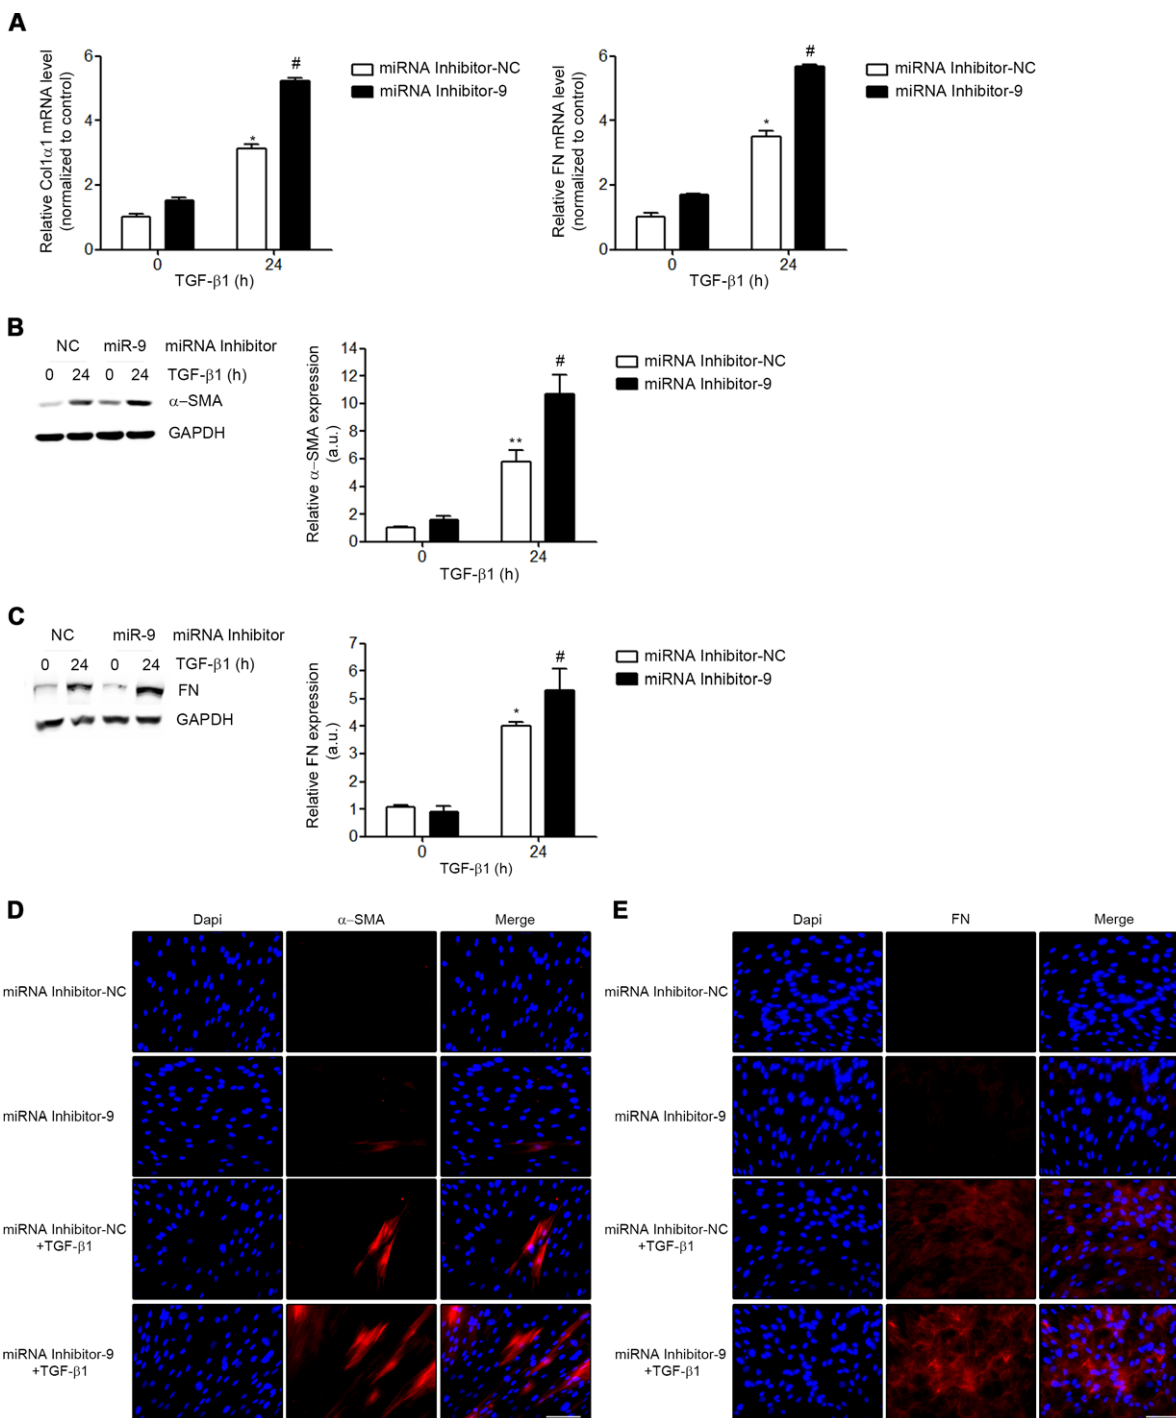 A
Relative Col1α1 mRNA level
(normalized to control)
6
4
2
0
*
#
0
24
TGF-β1 (h)
miRNA Inhibitor-NC
miRNA Inhibitor-9
Relative FN mRNA level
(normalized to control)
6
4
2
0
*
#
0
24
TGF-β1 (h)
miRNA Inhibitor-NC
miRNA Inhibitor-9
B
NC miR-9 miRNA Inhibitor
0 24 0 24 TGF-β1 (h)
α–SMA
GAPDH
Relative α–SMA expression
(a.u.)
14
12
10
8
6
4
2
0
**
#
0
24
TGF-β1 (h)
miRNA Inhibitor-NC
miRNA Inhibitor-9
C
NC miR-9 miRNA Inhibitor
0 24 0 24 TGF-β1 (h)
FN
GAPDH
Relative FN expression
(a.u.)
7
6
5
4
3
2
1
0
*
#
0
24
TGF-β1 (h)
miRNA Inhibitor-NC
miRNA Inhibitor-9
D
Dapi α–SMA Merge
miRNA Inhibitor-NC
miRNA Inhibitor-9
miRNA Inhibitor-NC
+TGF-β1
miRNA Inhibitor-9
+TGF-β1
E
Dapi FN Merge
miRNA Inhibitor-NC
miRNA Inhibitor-9
miRNA Inhibitor-NC
+TGF-β1
miRNA Inhibitor-9
+TGF-β1